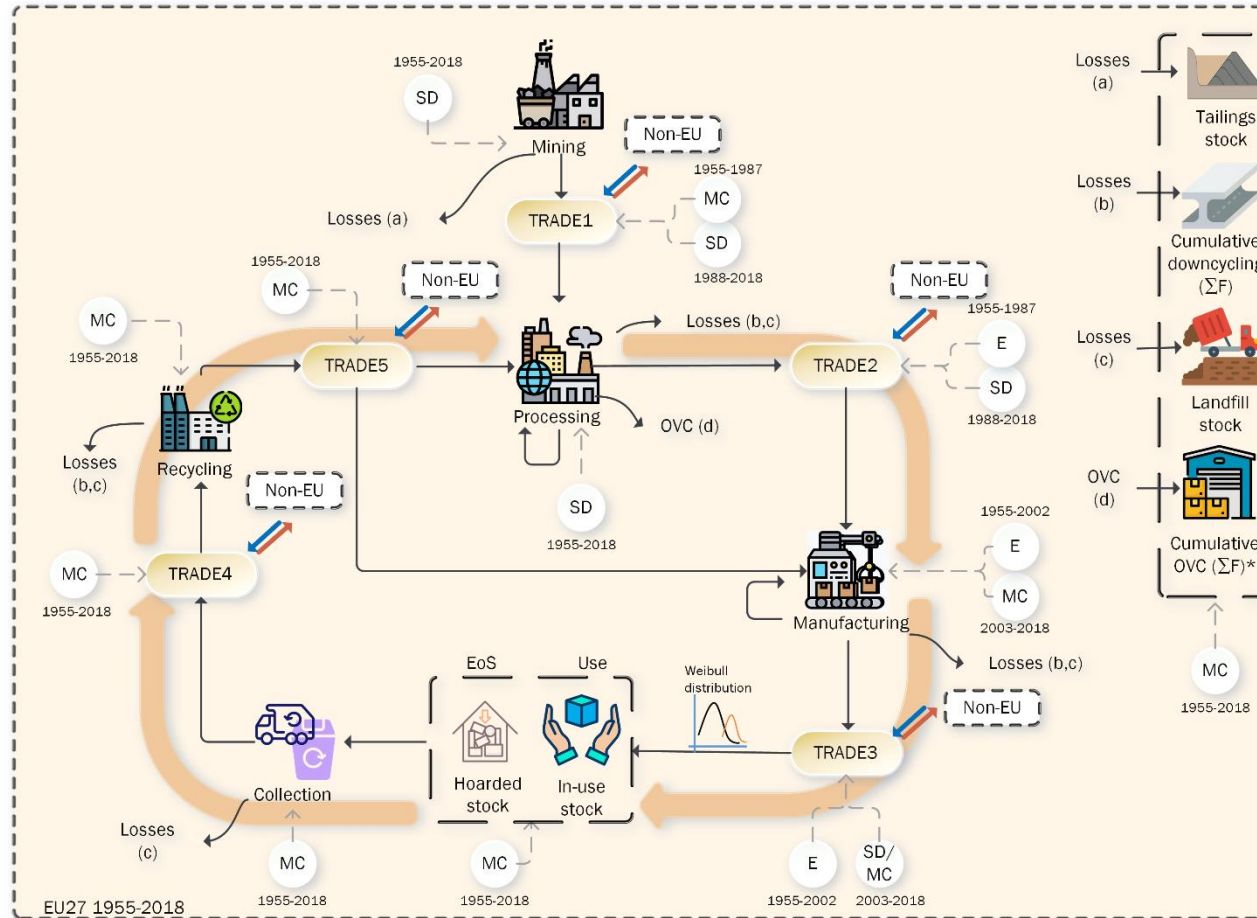 1955-2018
SD
Mining
Non-EU
Losses (a)
TRADE1
1955-1987
MC
SD
1988-2018
1955-2018
MC
Non-EU
MC
1955-2018
TRADE5
Processing
Losses (b,c)
OVC (d)
SD
1955-2018
Non-EU
1955-1987
TRADE2
E
SD
1988-2018
Losses
(b,c)
Recycling
Non-EU
MC
1955-2018
TRADE4
1955-2002
E
MC
2003-2018
Manufacturing
Losses (b,c)
Non-EU
TRADE3
Weibull
distribution
EoS
Use
Hoarded
stock
In-use
stock
Collection
Losses
(c)
MC
1955-2018
MC
1955-2018
E
1955-2002
SD/
MC
2003-2018
EU27 1955-2018
Losses
(a)
Tailings
stock
Losses
(b)
Cumulative
downcycling
(ΣF)
Losses
(c)
Landfill
stock
OVC
(d)
Cumulative
OVC (ΣF)*
MC
1955-2018